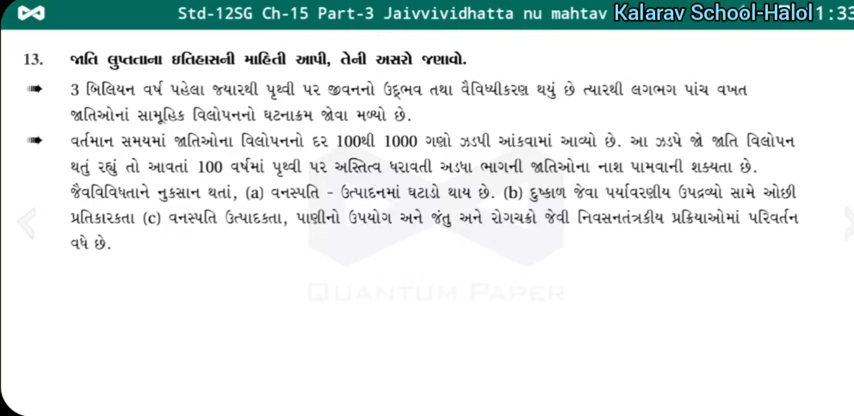 Std-12SG Ch-15 Part-3 Jaivvividhatta nu mahtav Kalarav School-Halol 1:33
13. જાતિ લુપ્તતાના ઇતિહાસની માહિતી આપી, તેની અસરો જણાવો.
➠ 3 બિલિયન વર્ષ પહેલા જ્યારથી પૃથ્વી પર જીવનનો ઉદ્દભવ તથા વૈવિધ્યીકરણ થયું છે ત્યારથી લગભગ પાંચ વખત
જાતિઓનાં સામૂહિક વિલોપનનો ઘટનાક્રમ જોવા મળ્યો છે.
➠ વર્તમાન સમયમાં જાતિઓના વિલોપનનો દર 100થી 1000 ગણો ઝડપી આંકવામાં આવ્યો છે. આ ઝડપે જો જાતિ વિલોપન
થતું રહ્યું તો આવતાં 100 વર્ષમાં પૃથ્વી પર અસ્તિત્વ ધરાવતી અડધા ભાગની જાતિઓના નાશ પામવાની શક્યતા છે.
જૈવવિવિધતાને નુકસાન થતાં, (a) વનસ્પતિ - ઉત્પાદનમાં ઘટાડો થાય છે. (b) દુષ્કાળ જેવા પર્યાવરણીય ઉપદ્રવ્યો સામે ઓછી
પ્રતિકારકતા (c) વનસ્પતિ ઉત્પાદકતા, પાણીનો ઉપયોગ અને જંતુ અને રોગચક્રો જેવી નિવસનતંત્રકીય પ્રક્રિયાઓમાં પરિવર્તન
વધે છે.
QUANTUM PAPER